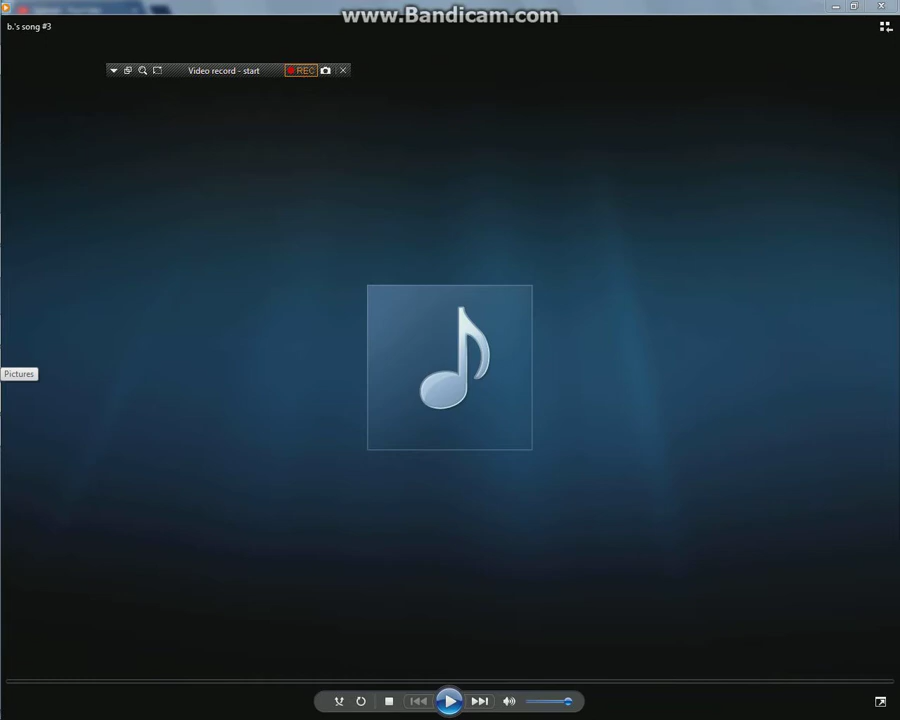 www.Bandicam.com
b.'s song #3
Video record - start
REC
Pictures